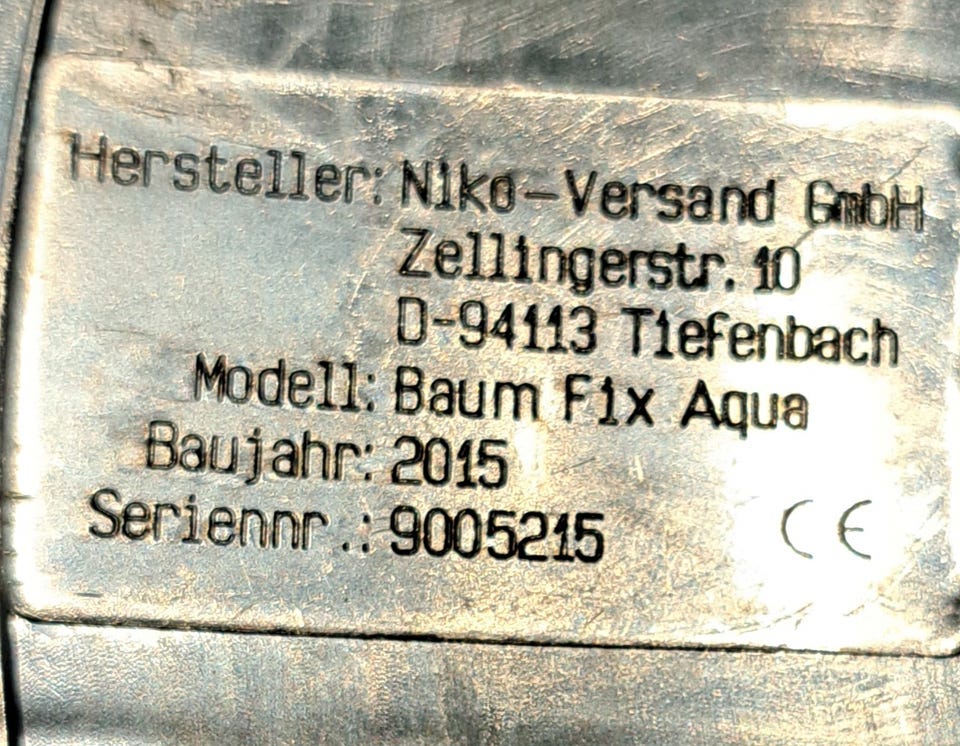 Hersteller: Niko-Versand GmbH
Zellingerstr. 10
D-94113 Tiefenbach
Modell: Baum Fix Aqua
Baujahr: 2015
Seriennr.: 9005215
CE